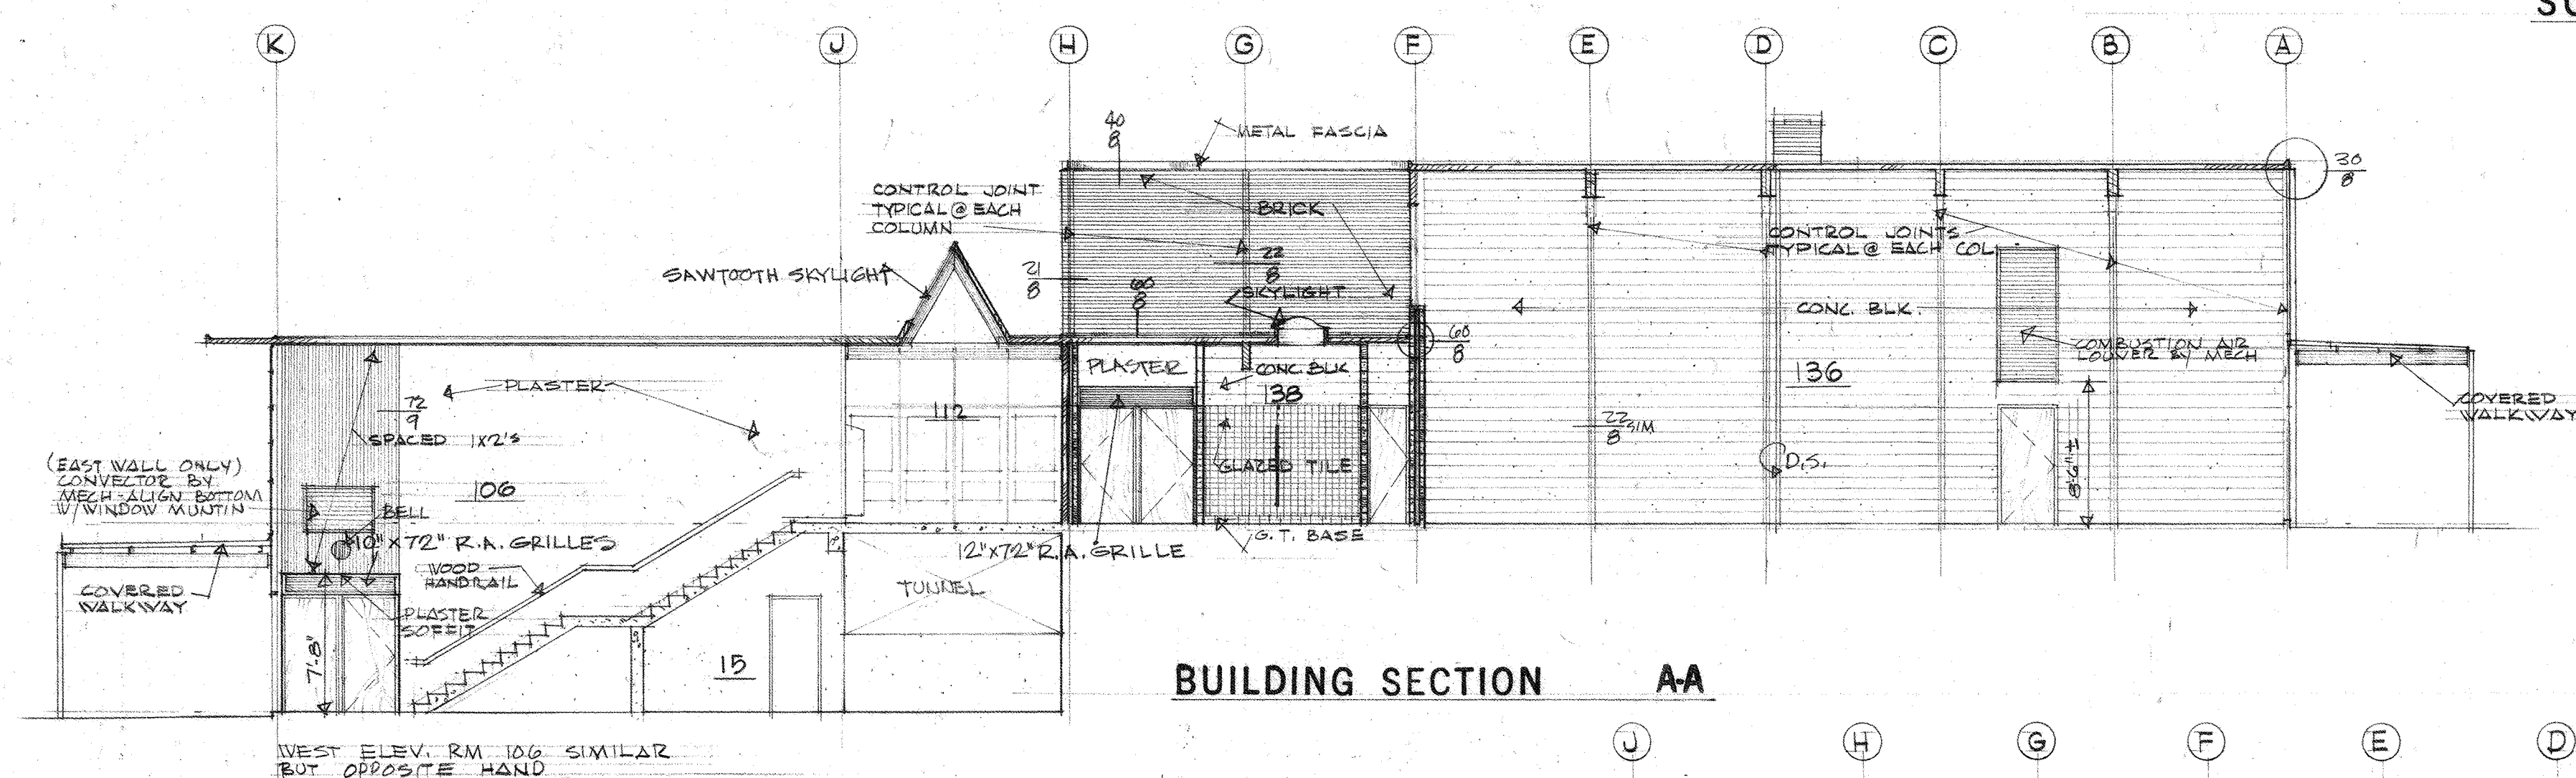 SU
K J H G F E D C B A
40
8
METAL FASCIA
30
8
CONTROL JOINT
TYPICAL @ EACH
COLUMN
BRICK
CONTROL JOINTS
TYPICAL @ EACH COL.
SAWTOOTH SKYLIGHT
21
8
22
8
60
8
SKYLIGHT
CONC. BLK.
60
8
COMBUSTION AIR
LOUVER BY MECH
PLASTER
PLASTER
CONC. BLK
138
136
COVERED
WALKWAY
72
9
SPACED 1X2'S
112
22
8 SIM
(EAST WALL ONLY)
CONVECTOR BY
MECH-ALIGN BOTTOM
W/WINDOW MUNTIN
106
GLAZED TILE
D.S.
8'-6"±
BELL
10"X72" R.A. GRILLES
12"X72" R.A. GRILLE
G.T. BASE
WOOD
HANDRAIL
TUNNEL
COVERED
WALKWAY
PLASTER
SOFFIT
7'-8"
15
BUILDING SECTION A-A
WEST ELEV. RM 106 SIMILAR
BUT OPPOSITE HAND
J H G F E D